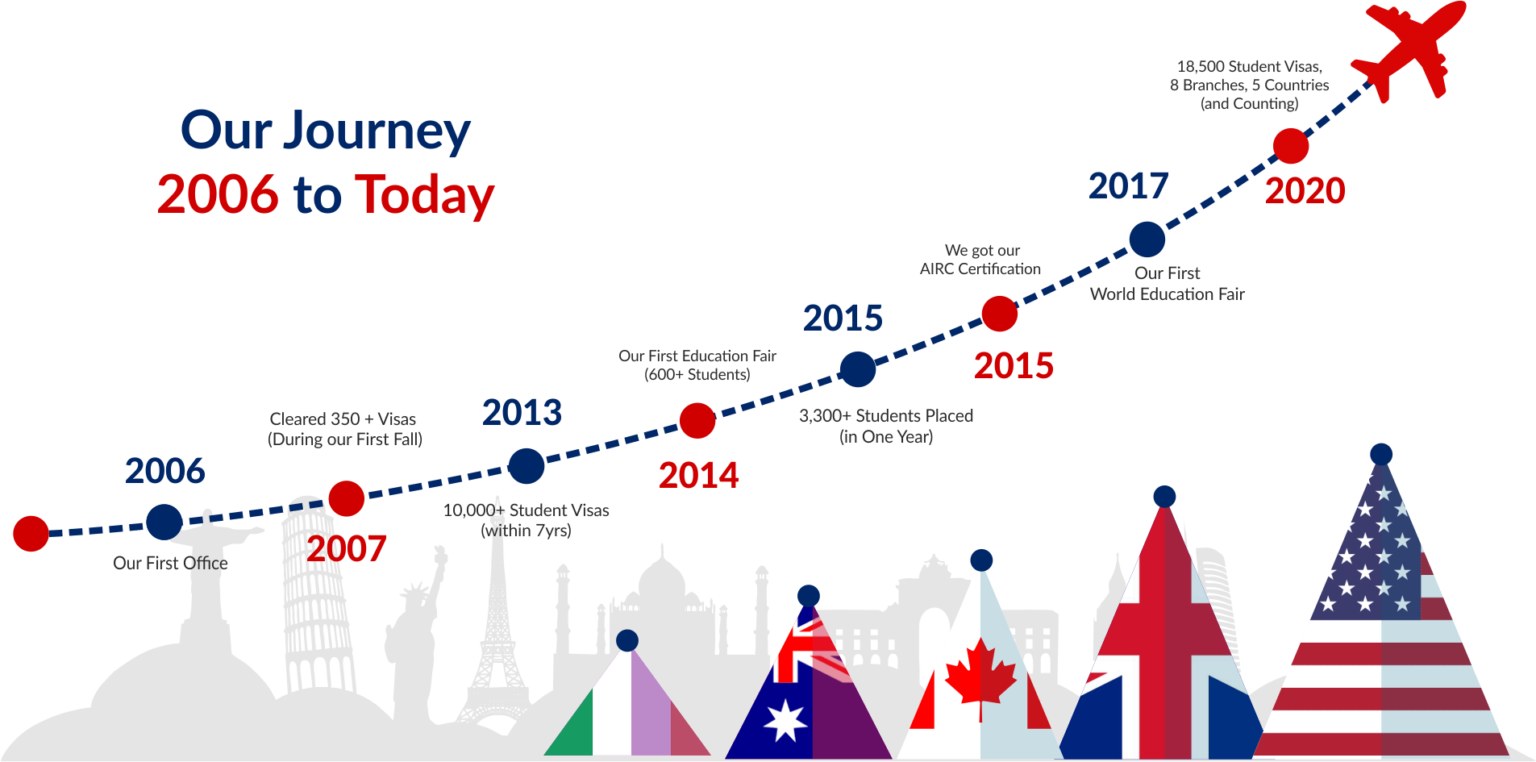 Our Journey
2006 to Today
2006
Our First Office
Cleared 350 + Visas
(During our First Fall)
2007
2013
10,000+ Student Visas
(within 7yrs)
Our First Education Fair
(600+ Students)
2014
2015
3,300+ Students Placed
(in One Year)
We got our
AIRC Certification
2015
2017
Our First
World Education Fair
18,500 Student Visas,
8 Branches, 5 Countries
(and Counting)
2020